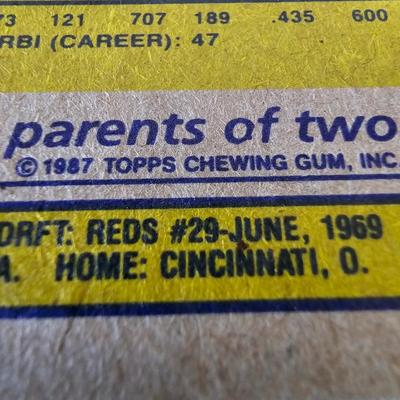 73 121 707 189 .435 600
RBI (CAREER): 47
parents of two
© 1987 TOPPS CHEWING GUM, INC
DRFT: REDS #29-JUNE, 1969
A. HOME: CINCINNATI, O.